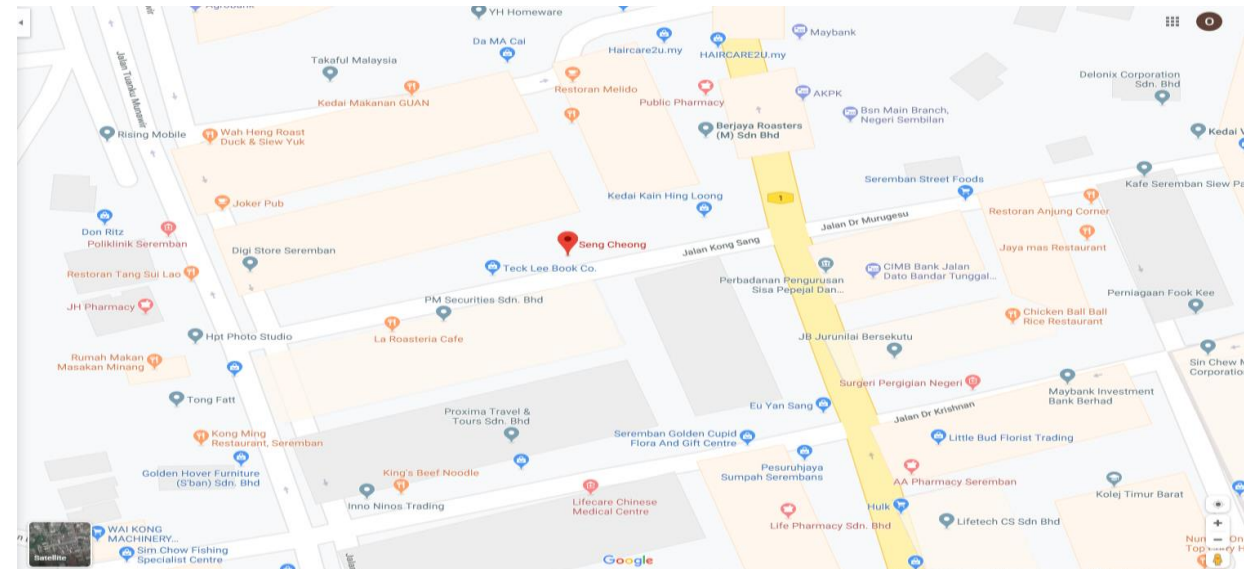 YH Homeware
Da MA Cai
Haircare2u.my
HAIRCARE2U.my
Maybank
Takaful Malaysia
Kedai Makanan GUAN
Restoran Melido
Public Pharmacy
AKPK
Delonix Corporation
Sdn. Bhd
Jalan Tuanku Munawir
Rising Mobile
Wah Heng Roast
Duck & Siew Yuk
Berjaya Roasters
(M) Sdn Bhd
Bsn Main Branch,
Negeri Sembilan
Kedai
Seremban Street Foods
Kafe Seremban Siew
Kedai Kain Hing Loong
1
Joker Pub
Don Ritz
Poliklinik Seremban
Restoran Anjung Corner
Jalan Dr Murugesu
Digi Store Seremban
Seng Cheong
Jalan Kong Sang
Jaya mas Restaurant
Restoran Tang Sui Lao
Teck Lee Book Co.
Perbadanan Pengurusan
Sisa Pepejal Dan...
CIMB Bank Jalan
Dato Bandar Tunggal...
JH Pharmacy
PM Securities Sdn. Bhd
Perniagaan Fook Kee
Chicken Ball Ball
Rice Restaurant
Hpt Photo Studio
La Roasteria Cafe
JB Jurunilai Bersekutu
Rumah Makan
Masakan Minang
Sin Chew
Corporatio
Surgeri Pergigian Negeri
Maybank Investment
Bank Berhad
Tong Fatt
Proxima Travel &
Tours Sdn. Bhd
Eu Yan Sang
Jalan Dr Krishnan
Kong Ming
Restaurant, Seremban
Seremban Golden Cupid
Flora And Gift Centre
Little Bud Florist Trading
Golden Hover Furniture
(S'ban) Sdn. Bhd
King's Beef Noodle
Pesuruhjaya
Sumpah Serembans
AA Pharmacy Seremban
Inno Ninos Trading
Lifecare Chinese
Medical Centre
Hulk
Kolej Timur Barat
Life Pharmacy Sdn. Bhd
Lifetech CS Sdn Bhd
WAI KONG
MACHINERY...
Sim Chow Fishing
Specialist Centre
Satellite
Google